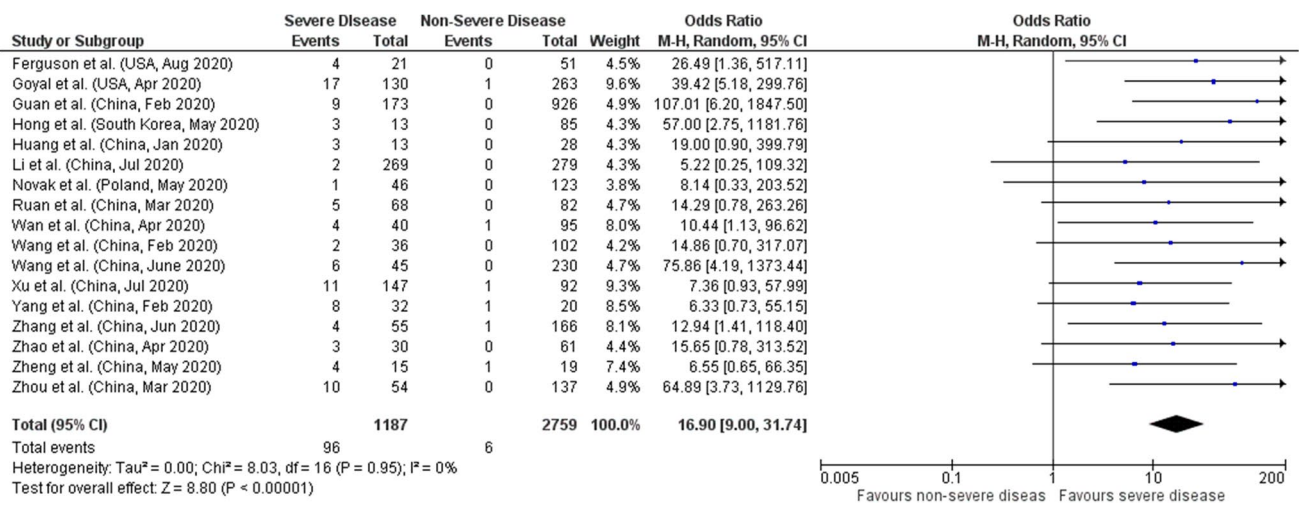 Severe DIsease Non-Severe Disease Odds Ratio Odds Ratio
Study or Subgroup Events Total Events Total Weight M-H, Random, 95% CI M-H, Random, 95% CI
Ferguson et al. (USA, Aug 2020) 4 21 0 51 4.5% 26.49 [1.36, 517.11]
Goyal et al. (USA, Apr 2020) 17 130 1 263 9.6% 39.42 [5.18, 299.76]
Guan et al. (China, Feb 2020) 9 173 0 926 4.9% 107.01 [6.20, 1847.50]
Hong et al. (South Korea, May 2020) 3 13 0 85 4.3% 57.00 [2.75, 1181.76]
Huang et al. (China, Jan 2020) 3 13 0 28 4.3% 19.00 [0.90, 399.79]
Li et al. (China, Jul 2020) 2 269 0 279 4.3% 5.22 [0.25, 109.32]
Novak et al. (Poland, May 2020) 1 46 0 123 3.8% 8.14 [0.33, 203.52]
Ruan et al. (China, Mar 2020) 5 68 0 82 4.7% 14.29 [0.78, 263.26]
Wan et al. (China, Apr 2020) 4 40 1 95 8.0% 10.44 [1.13, 96.62]
Wang et al. (China, Feb 2020) 2 36 0 102 4.2% 14.86 [0.70, 317.07]
Wang et al. (China, June 2020) 6 45 0 230 4.7% 75.86 [4.19, 1373.44]
Xu et al. (China, Jul 2020) 11 147 1 92 9.3% 7.36 [0.93, 57.99]
Yang et al. (China, Feb 2020) 8 32 1 20 8.5% 6.33 [0.73, 55.15]
Zhang et al. (China, Jun 2020) 4 55 1 166 8.1% 12.94 [1.41, 118.40]
Zhao et al. (China, Apr 2020) 3 30 0 61 4.4% 15.65 [0.78, 313.52]
Zheng et al. (China, May 2020) 4 15 1 19 7.4% 6.55 [0.65, 66.35]
Zhou et al. (China, Mar 2020) 10 54 0 137 4.9% 64.89 [3.73, 1129.76]
Total (95% CI) 1187 2759 100.0% 16.90 [9.00, 31.74]
Total events 96 6
Heterogeneity: Tau² = 0.00; Chi² = 8.03, df = 16 (P = 0.95); I² = 0%
Test for overall effect: Z = 8.80 (P < 0.00001)
0.005 0.1 1 10 200
Favours non-severe diseas Favours severe disease